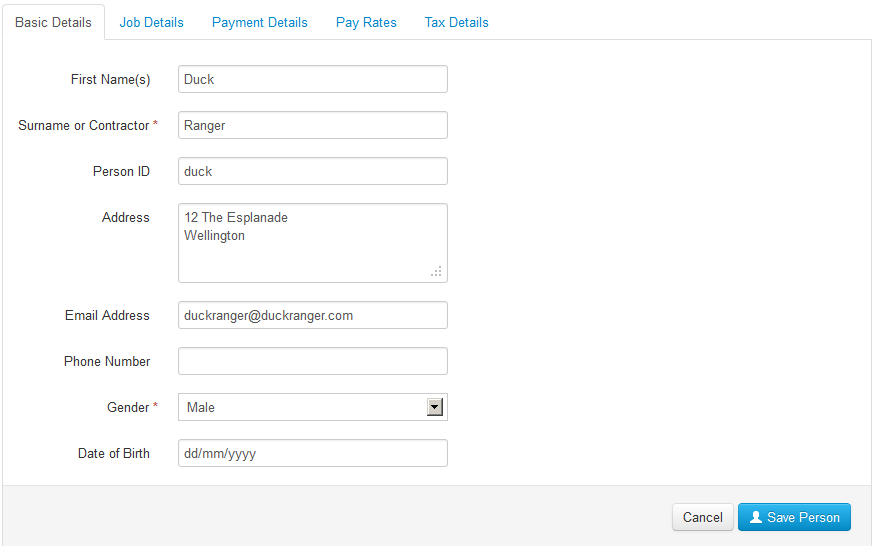 Basic Details Job Details Payment Details Pay Rates Tax Details
First Name(s) Duck
Surname or Contractor * Ranger
Person ID duck
Address 12 The Esplanade
Wellington
Email Address duckranger@duckranger.com
Phone Number
Gender * Male
Date of Birth dd/mm/yyyy
Cancel Save Person